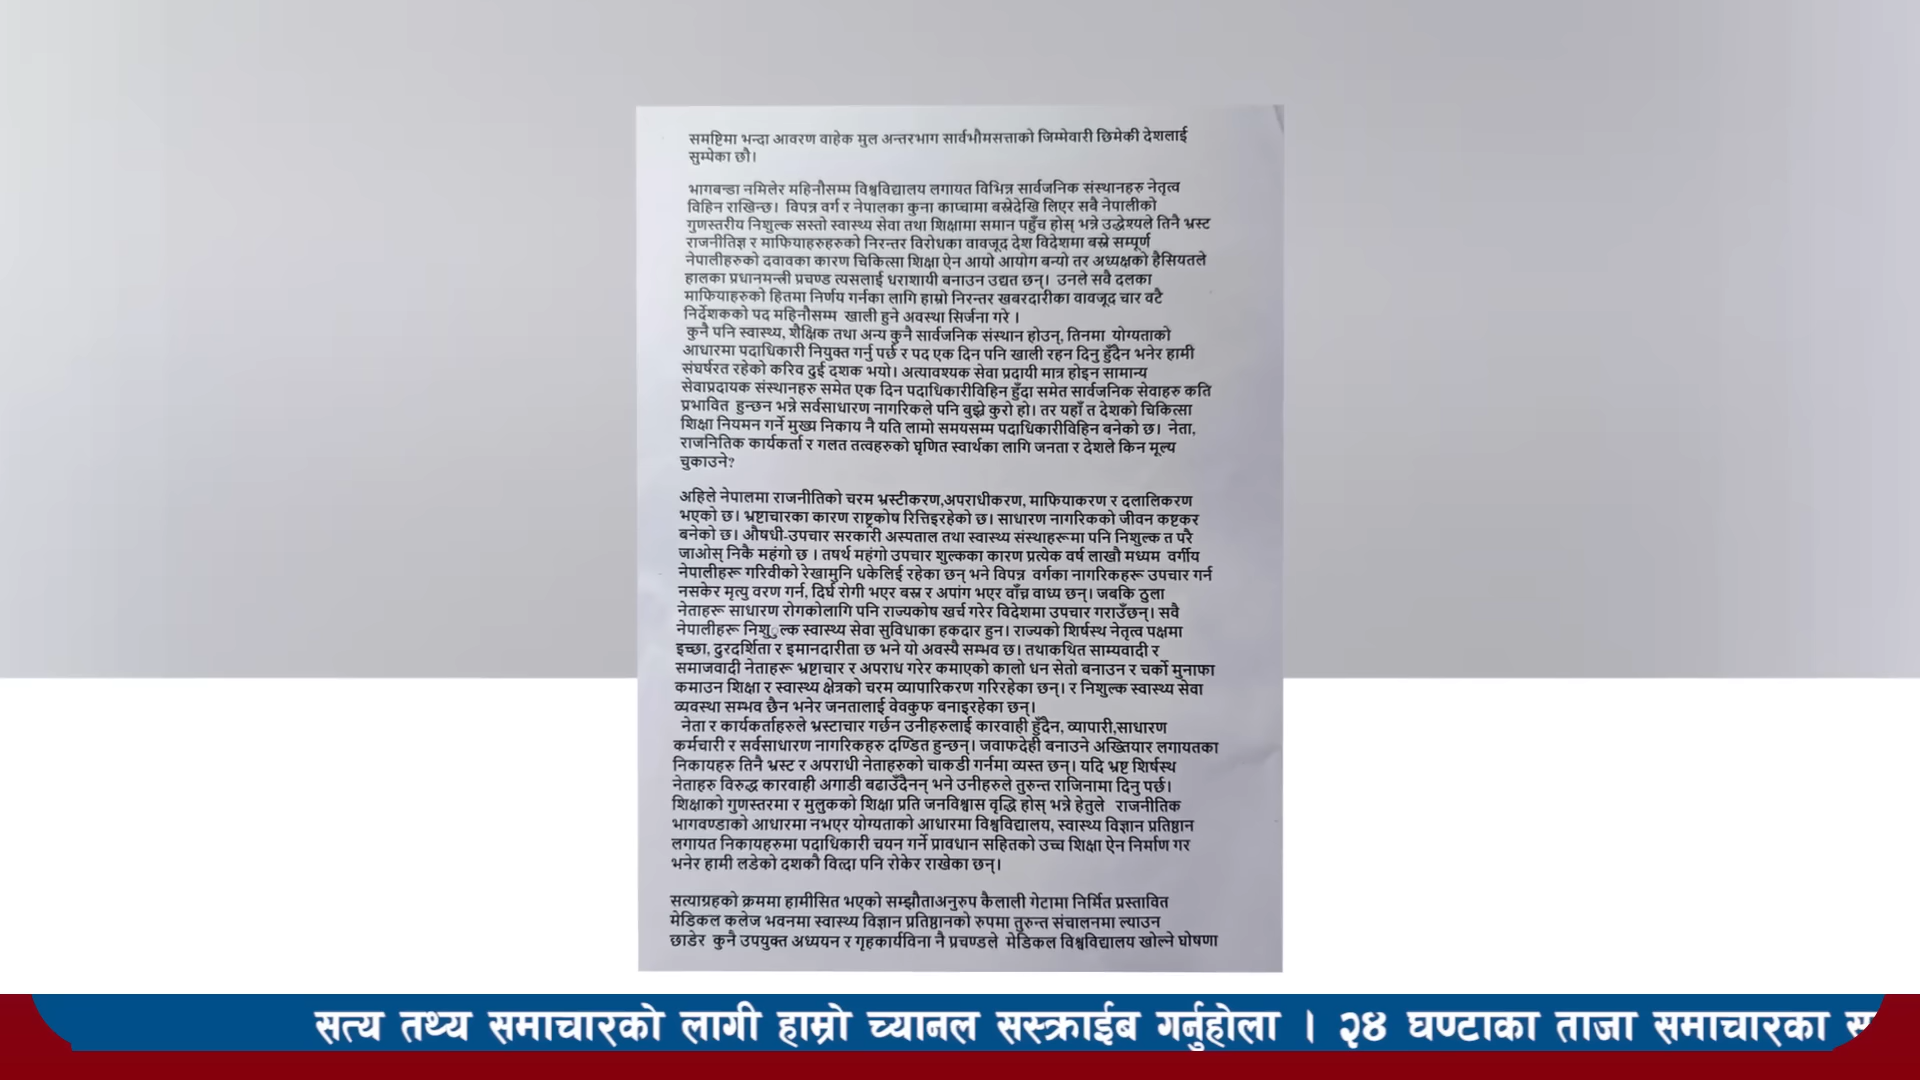 समष्टिमा भन्दा आवरण वाहेक मुल अन्तरभाग सार्वभौमसत्ताको जिम्मेवारी छिमेकी देशलाई
सुम्पेका छौ।
भागबन्डा नमिलेर महिनौसम्म विश्वविद्यालय लगायत विभिन्न सार्वजनिक संस्थानहरु नेतृत्व
विहिन राखिन्छ। विपन्न वर्ग र नेपालका कुना काप्चामा बस्नेदेखि लिएर सबै नेपालीको
गुणस्तरीय निशुल्क सस्तो स्वास्थ्य सेवा तथा शिक्षामा समान पहुँच होस् भन्ने उद्धेश्यले तिनै भ्रस्ट
राजनीतिज्ञ र माफियाहरुहरुको निरन्तर विरोधका वावजूद देश विदेशमा बस्ने सम्पूर्ण
नेपालीहरुको दवावका कारण चिकित्सा शिक्षा ऐन आयो आयोग बन्यो तर अध्यक्षको हैसियतले
हालका प्रधानमन्त्री प्रचण्ड त्यसलाई धराशायी बनाउन उद्यत छन्। उनले सवै दलका
माफियाहरुको हितमा निर्णय गर्नका लागि हाम्रो निरन्तर खबरदारीका वावजूद चार वटै
निर्देशकको पद महिनौसम्म खाली हुने अवस्था सिर्जना गरे ।
कुनै पनि स्वास्थ्य, शैक्षिक तथा अन्य कुनै सार्वजनिक संस्थान होउन्, तिनमा योग्यताको
आधारमा पदाधिकारी नियुक्त गर्नु पर्छ र पद एक दिन पनि खाली रहन दिनु हुँदैन भनेर हामी
संघर्षरत रहेको करिव दुई दशक भयो। अत्यावश्यक सेवा प्रदायी मात्र होइन सामान्य
सेवाप्रदायक संस्थानहरु समेत एक दिन पदाधिकारीविहिन हुँदा समेत सार्वजनिक सेवाहरु कति
प्रभावित हुन्छन भन्ने सर्वसाधारण नागरिकले पनि बुझ्ने कुरो हो। तर यहाँ त देशको चिकित्सा
शिक्षा नियमन गर्ने मुख्य निकाय नै यति लामो समयसम्म पदाधिकारीविहिन बनेको छ। नेता,
राजनितिक कार्यकर्ता र गलत तत्वहरुको घृणित स्वार्थका लागि जनता र देशले किन मूल्य
चुकाउने?
अहिले नेपालमा राजनीतिको चरम भ्रस्टीकरण,अपराधीकरण, माफियाकरण र दलालिकरण
भएको छ। भ्रष्टाचारका कारण राष्ट्रकोष रित्तिइरहेको छ। साधारण नागरिकको जीवन कष्टकर
बनेको छ। औषधी-उपचार सरकारी अस्पताल तथा स्वास्थ्य संस्थाहरूमा पनि निशुल्क त परै
जाओस् निकै महंगो छ । तषर्थ महंगो उपचार शुल्कका कारण प्रत्येक वर्ष लाखौ मध्यम वर्गीय
नेपालीहरू गरिवीको रेखामुनि धकेलिई रहेका छन् भने विपन्न वर्गका नागरिकहरू उपचार गर्न
नसकेर मृत्यु वरण गर्न, दिर्घ रोगी भएर बस्न र अपांग भएर वाँच्न वाध्य छन्। जबकि ठुला
नेताहरू साधारण रोगकोलागि पनि राज्यकोष खर्च गरेर विदेशमा उपचार गराउँछन्। सवै
नेपालीहरू निशुुल्क स्वास्थ्य सेवा सुविधाका हकदार हुन। राज्यको शिर्षस्थ नेतृत्व पक्षमा
इच्छा, दुरदर्शिता र इमानदारीता छ भने यो अवस्यै सम्भव छ। तथाकथित साम्यवादी र
समाजवादी नेताहरू भ्रष्टाचार र अपराध गरेर कमाएको कालो धन सेतो बनाउन र चर्को मुनाफा
कमाउन शिक्षा र स्वास्थ्य क्षेत्रको चरम व्यापारिकरण गरिरहेका छन्। र निशुल्क स्वास्थ्य सेवा
व्यवस्था सम्भव छैन भनेर जनतालाई वेवकुफ बनाइरहेका छन्।
नेता र कार्यकर्ताहरुले भ्रस्टाचार गर्छन उनीहरुलाई कारवाही हुँदैन, व्यापारी,साधारण
कर्मचारी र सर्वसाधारण नागरिकहरु दण्डित हुन्छन्। जवाफदेही बनाउने अख्तियार लगायतका
निकायहरु तिनै भ्रस्ट र अपराधी नेताहरुको चाकडी गर्नमा व्यस्त छन्। यदि भ्रष्ट शिर्षस्थ
नेताहरु विरुद्ध कारवाही अगाडी बढाउँदैनन् भने उनीहरुले तुरुन्त राजिनामा दिनु पर्छ।
शिक्षाको गुणस्तरमा र मुलुकको शिक्षा प्रति जनविश्वास वृद्धि होस् भन्ने हेतुले राजनीतिक
भागवण्डाको आधारमा नभएर योग्यताको आधारमा विश्वविद्यालय, स्वास्थ्य विज्ञान प्रतिष्ठान
लगायत निकायहरुमा पदाधिकारी चयन गर्ने प्रावधान सहितको उच्च शिक्षा ऐन निर्माण गर
भनेर हामी लडेको दशकौ वित्दा पनि रोकेर राखेका छन्।
सत्याग्रहको क्रममा हामीसित भएको सम्झौताअनुरुप कैलाली गेटामा निर्मित प्रस्तावित
मेडिकल कलेज भवनमा स्वास्थ्य विज्ञान प्रतिष्ठानको रुपमा तुरुन्त संचालनमा ल्याउन
छाडेर कुनै उपयुक्त अध्ययन र गृहकार्यविना नै प्रचण्डले मेडिकल विश्वविद्यालय खोल्ने घोषणा
सत्य तथ्य समाचारको लागी हाम्रो च्यानल सस्क्राईब गर्नुहोला । २४ घण्टाका ताजा समाचारका